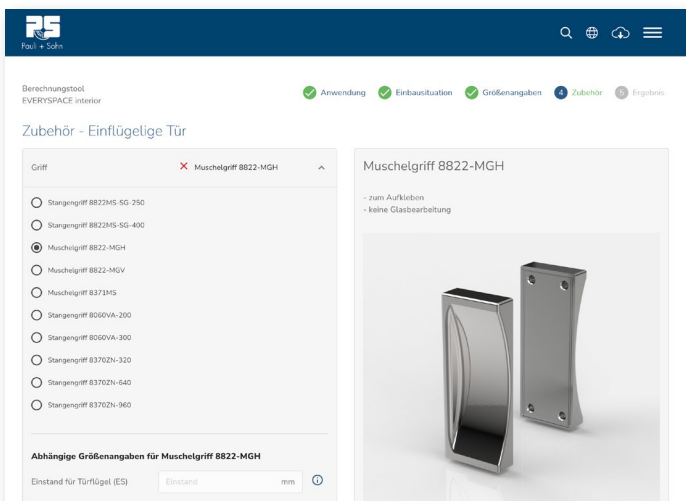 PS
Pauli + Sohn
Berechnungstool
EVERYSPACE interior
Anwendung
Einbausituation
Größenangaben
4 Zubehör
5 Ergebnis
Zubehör - Einflügelige Tür
Griff
Muschelgriff 8822-MGH
Stangengriff 8822MS-SG-250
Stangengriff 8822MS-SG-400
Muschelgriff 8822-MGH
Muschelgriff 8822-MGV
Muschelgriff 8371MS
Stangengriff 8060VA-200
Stangengriff 8060VA-300
Stangengriff 8370ZN-320
Stangengriff 8370ZN-640
Stangengriff 8370ZN-960
Abhängige Größenangaben für Muschelgriff 8822-MGH
Einstand für Türflügel (ES)
Einstand mm
Muschelgriff 8822-MGH
- zum Aufkleben
- keine Glasbearbeitung